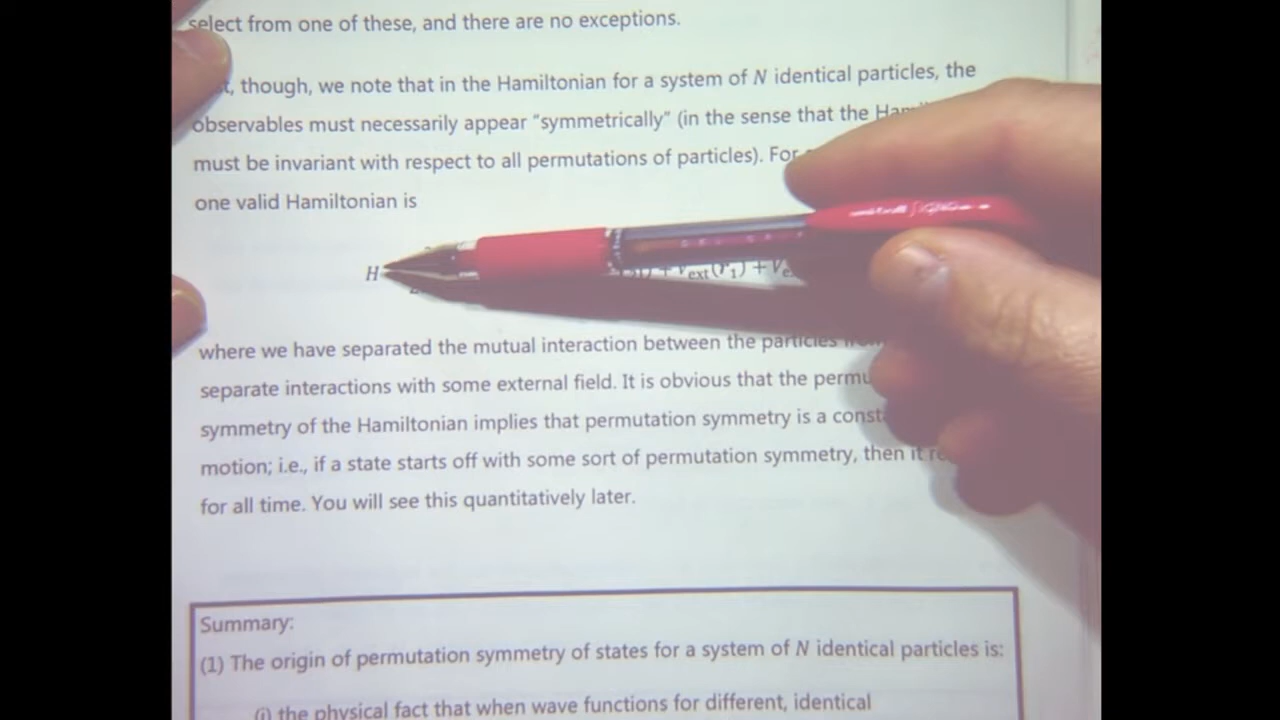 select from one of these, and there are no exceptions.
though, we note that in the Hamiltonian for a system of N identical particles, the
observables must necessarily appear "symmetrically" (in the sense that the
must be invariant with respect to all permutations of particles). For
one valid Hamiltonian is
H
ext(r₁) + V
where we have separated the mutual interaction between the particles
separate interactions with some external field. It is obvious that the
symmetry of the Hamiltonian implies that permutation symmetry is a
motion; i.e., if a state starts off with some sort of permutation symmetry, then it
for all time. You will see this quantitatively later.
Summary:
(1) The origin of permutation symmetry of states for a system of N identical particles is:
(i) the physical fact that when wave functions for different, identical